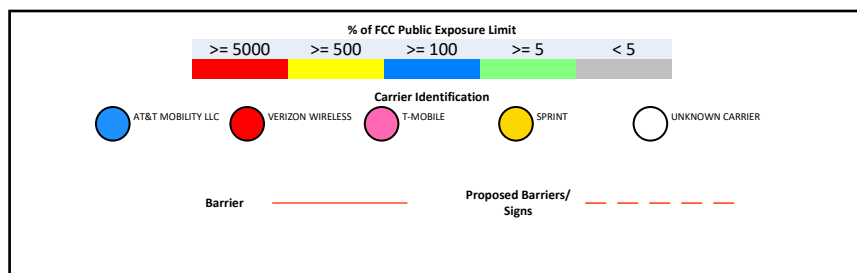 % of FCC Public Exposure Limit
>= 5000 >= 500 >= 100 >= 5 < 5
Carrier Identification
AT&T MOBILITY LLC VERIZON WIRELESS T-MOBILE SPRINT UNKNOWN CARRIER
Barrier
Proposed Barriers/
Signs